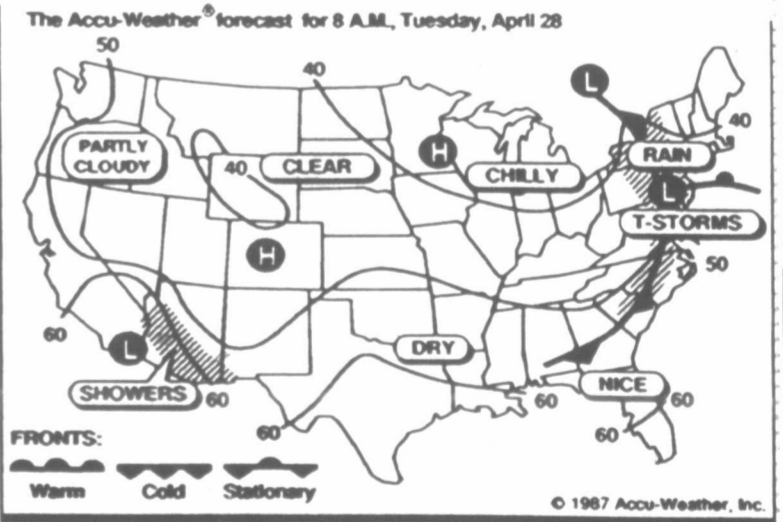 The Accu-Weather® forecast for 8 A.M., Tuesday, April 28
50
40
L
40
PARTLY
CLOUDY
H
RAIN
40
CLEAR
CHILLY
L
T-STORMS
H
50
60
L
DRY
SHOWERS
60
NICE
60
60
60
60
FRONTS:
Warm Cold Stationary
© 1987 Accu-Weather, Inc.